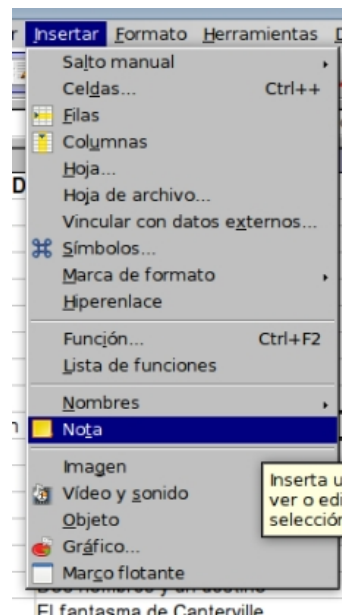 Insertar Formato Herramientas
Salto manual
Celdas... Ctrl++
Filas
Columnas
Hoja...
Hoja de archivo...
Vincular con datos externos...
Símbolos...
Marca de formato
Hiperenlace
Función... Ctrl+F2
Lista de funciones
Nombres
Nota
Imagen
Inserta u
Vídeo y sonido
ver o edi
Objeto
selección
Gráfico...
Marco flotante
El fantasma de Canterville